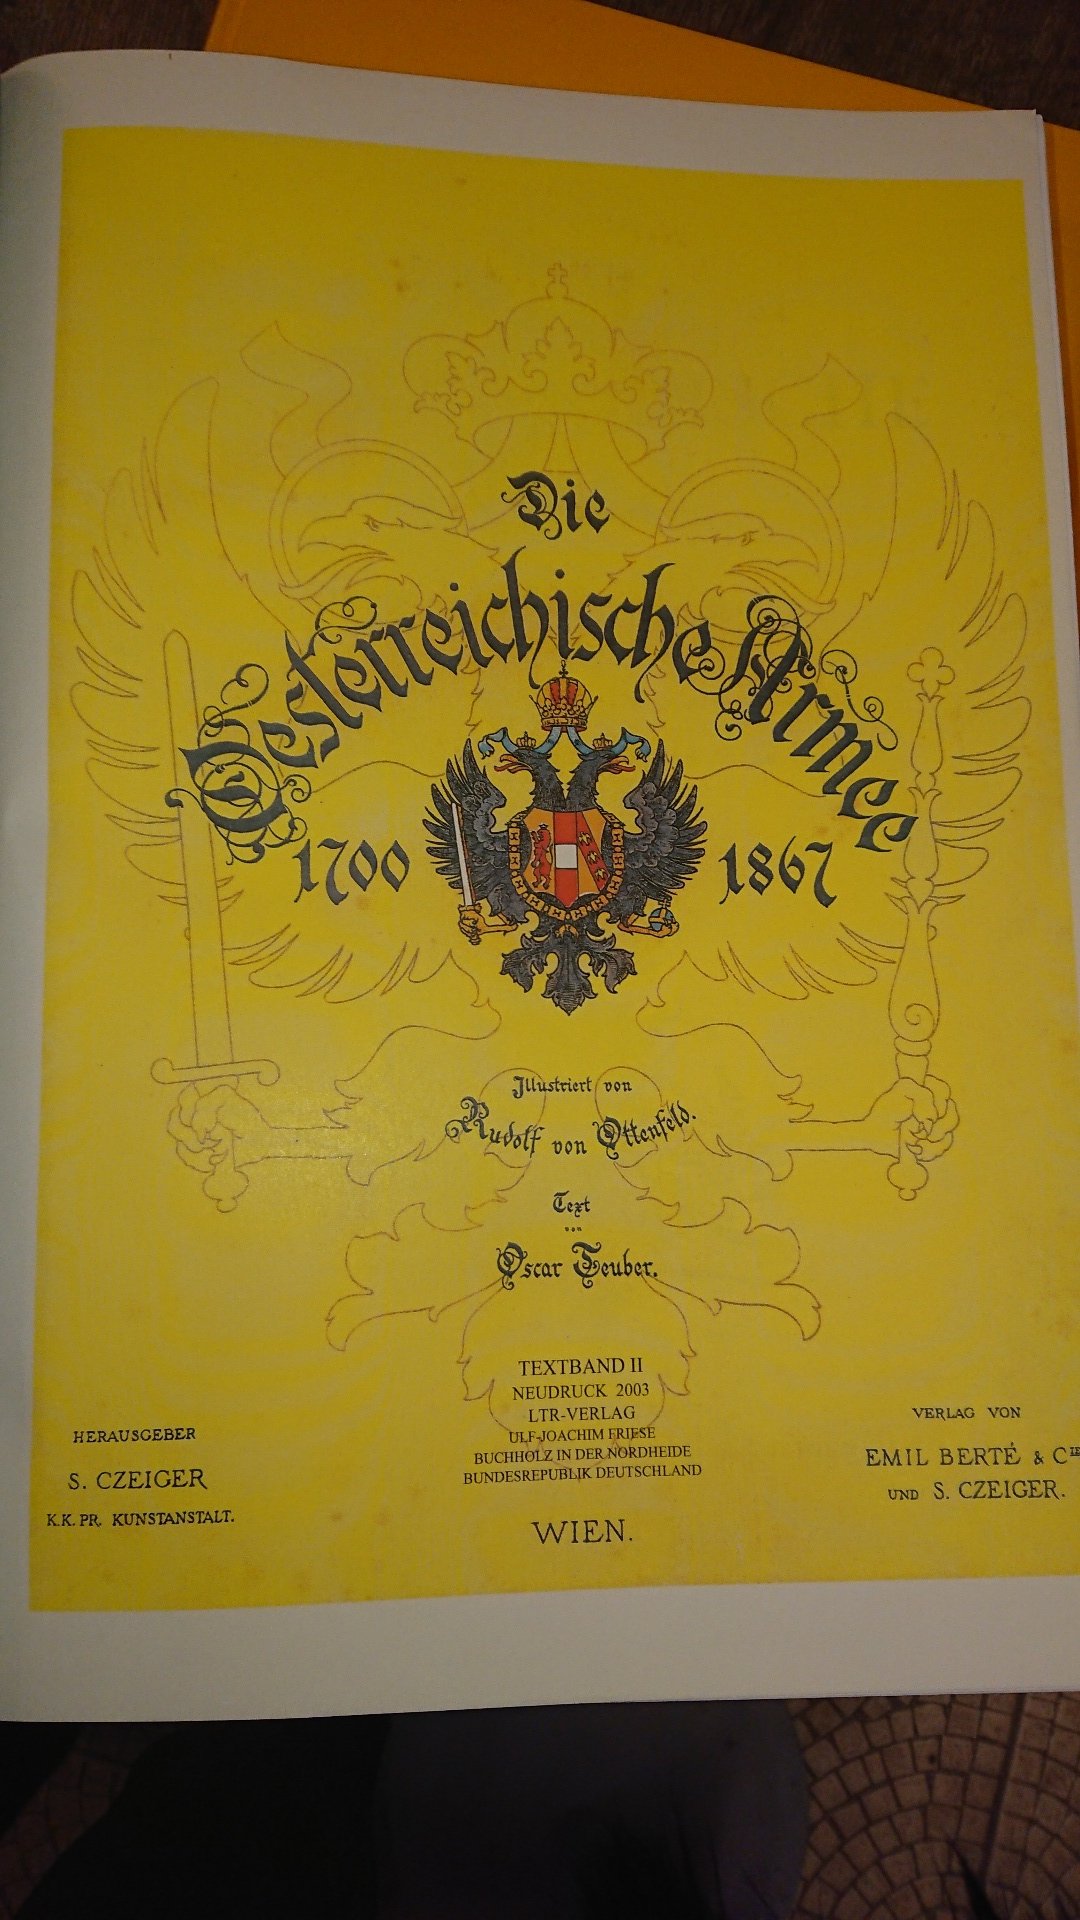 Die
Oesterreichische Armee
1700 1867
Illustriert von
Rudolf von Ottenfeld.
Text
von
Oscar Teuber.
TEXTBAND II
NEUDRUCK 2003
LTR-VERLAG
ULF-JOACHIM FRIESE
BUCHHOLZ IN DER NORDHEIDE
BUNDESREPUBLIK DEUTSCHLAND
HERAUSGEBER
S. CZEIGER
K.K. PR. KUNSTANSTALT.
VERLAG VON
EMIL BERTÉ & CIE
UND S. CZEIGER.
WIEN.